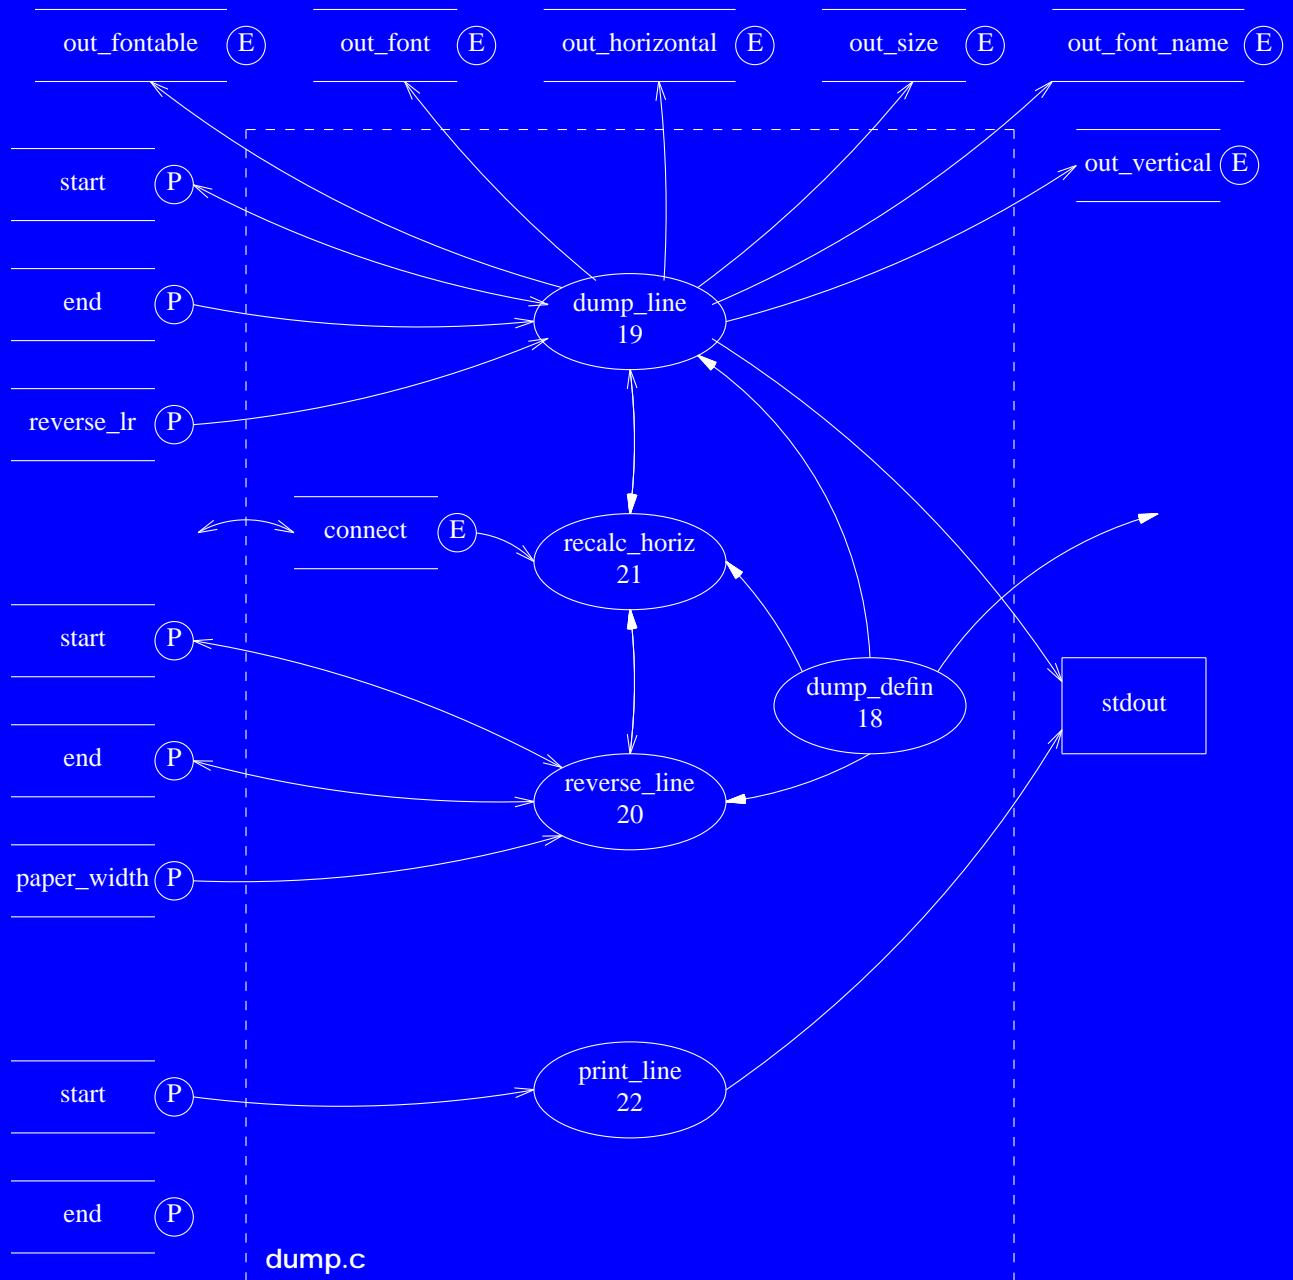 out_fontable E
out_font E
out_horizontal E
out_size E
out_font_name E
start P
out_vertical E
end P
dump_line
19
reverse_lr P
connect E
recalc_horiz
21
start P
dump_defin
18
stdout
end P
reverse_line
20
paper_width P
start P
print_line
22
end P
dump.c